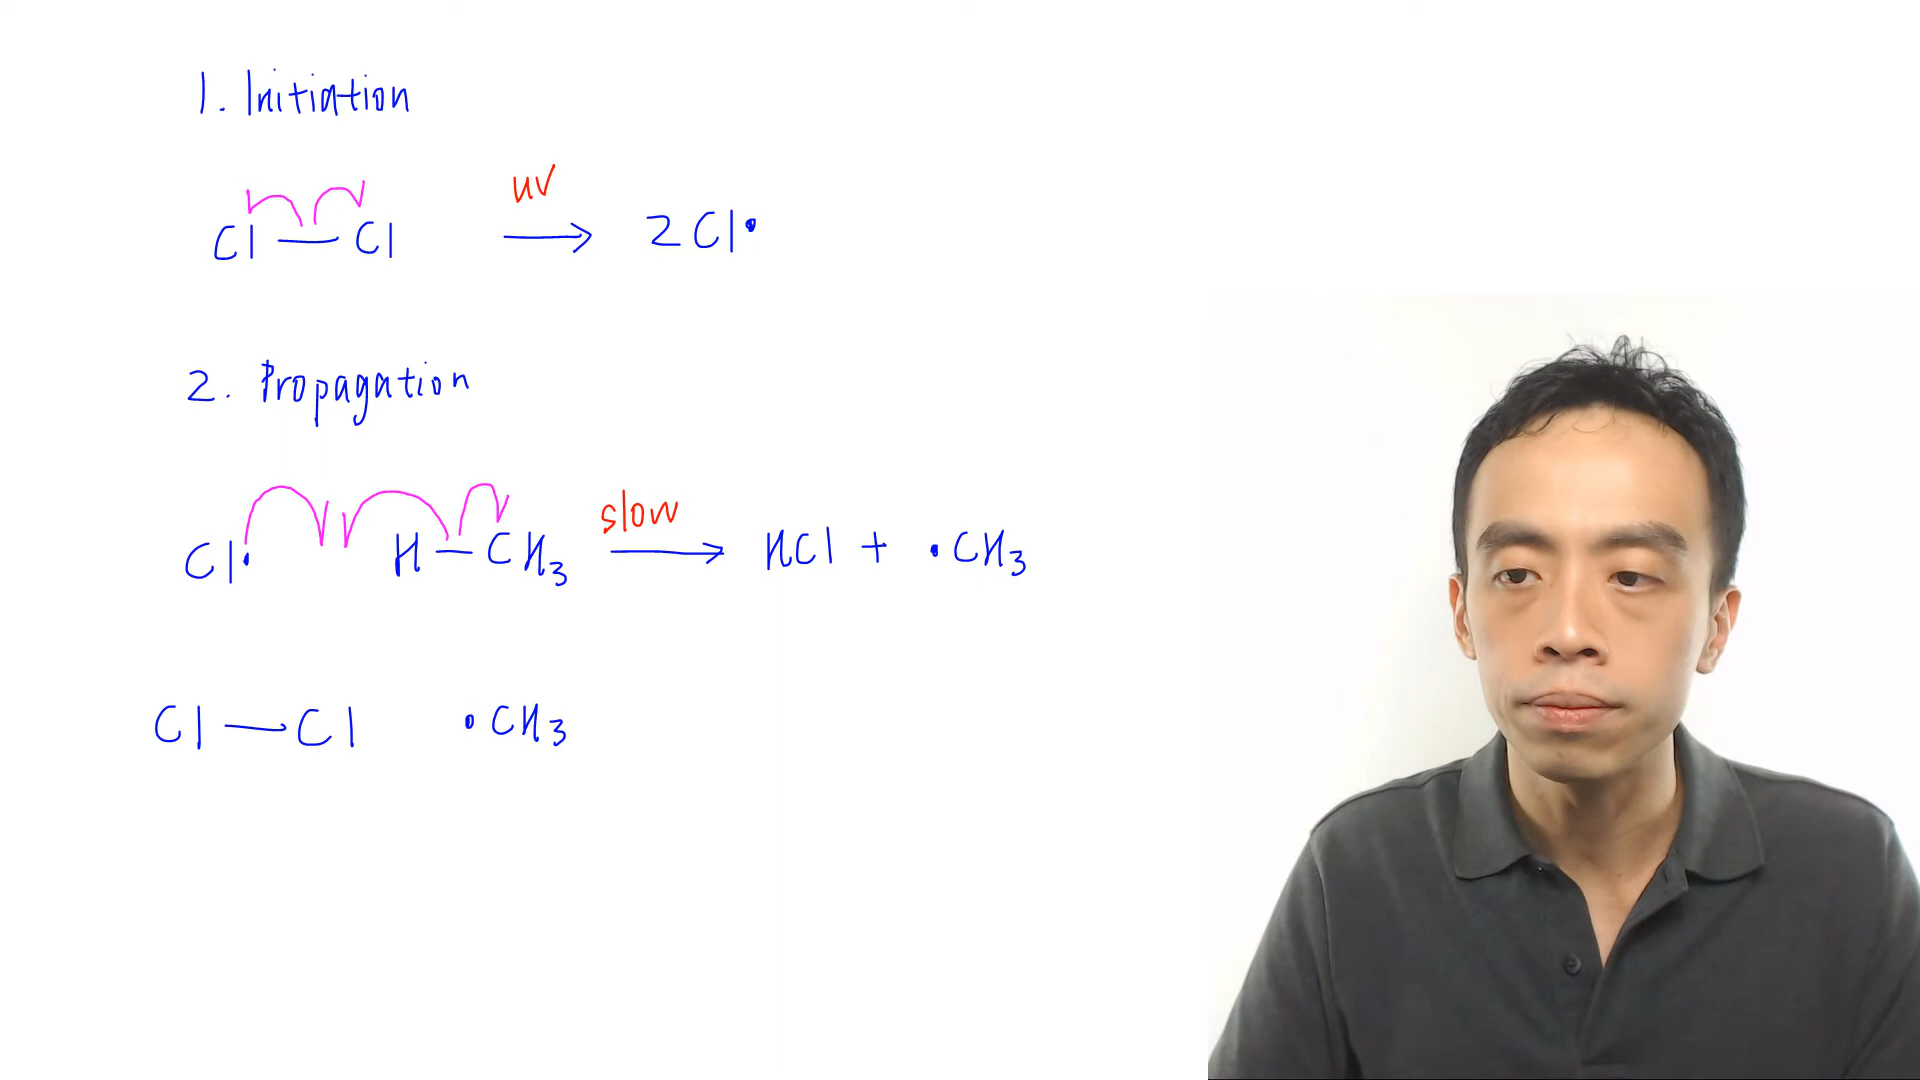 1. Initiation
uv
Cl — Cl → 2Cl•
2. Propagation
slow
Cl• H — CH3 → HCl + •CH3
Cl — Cl •CH3